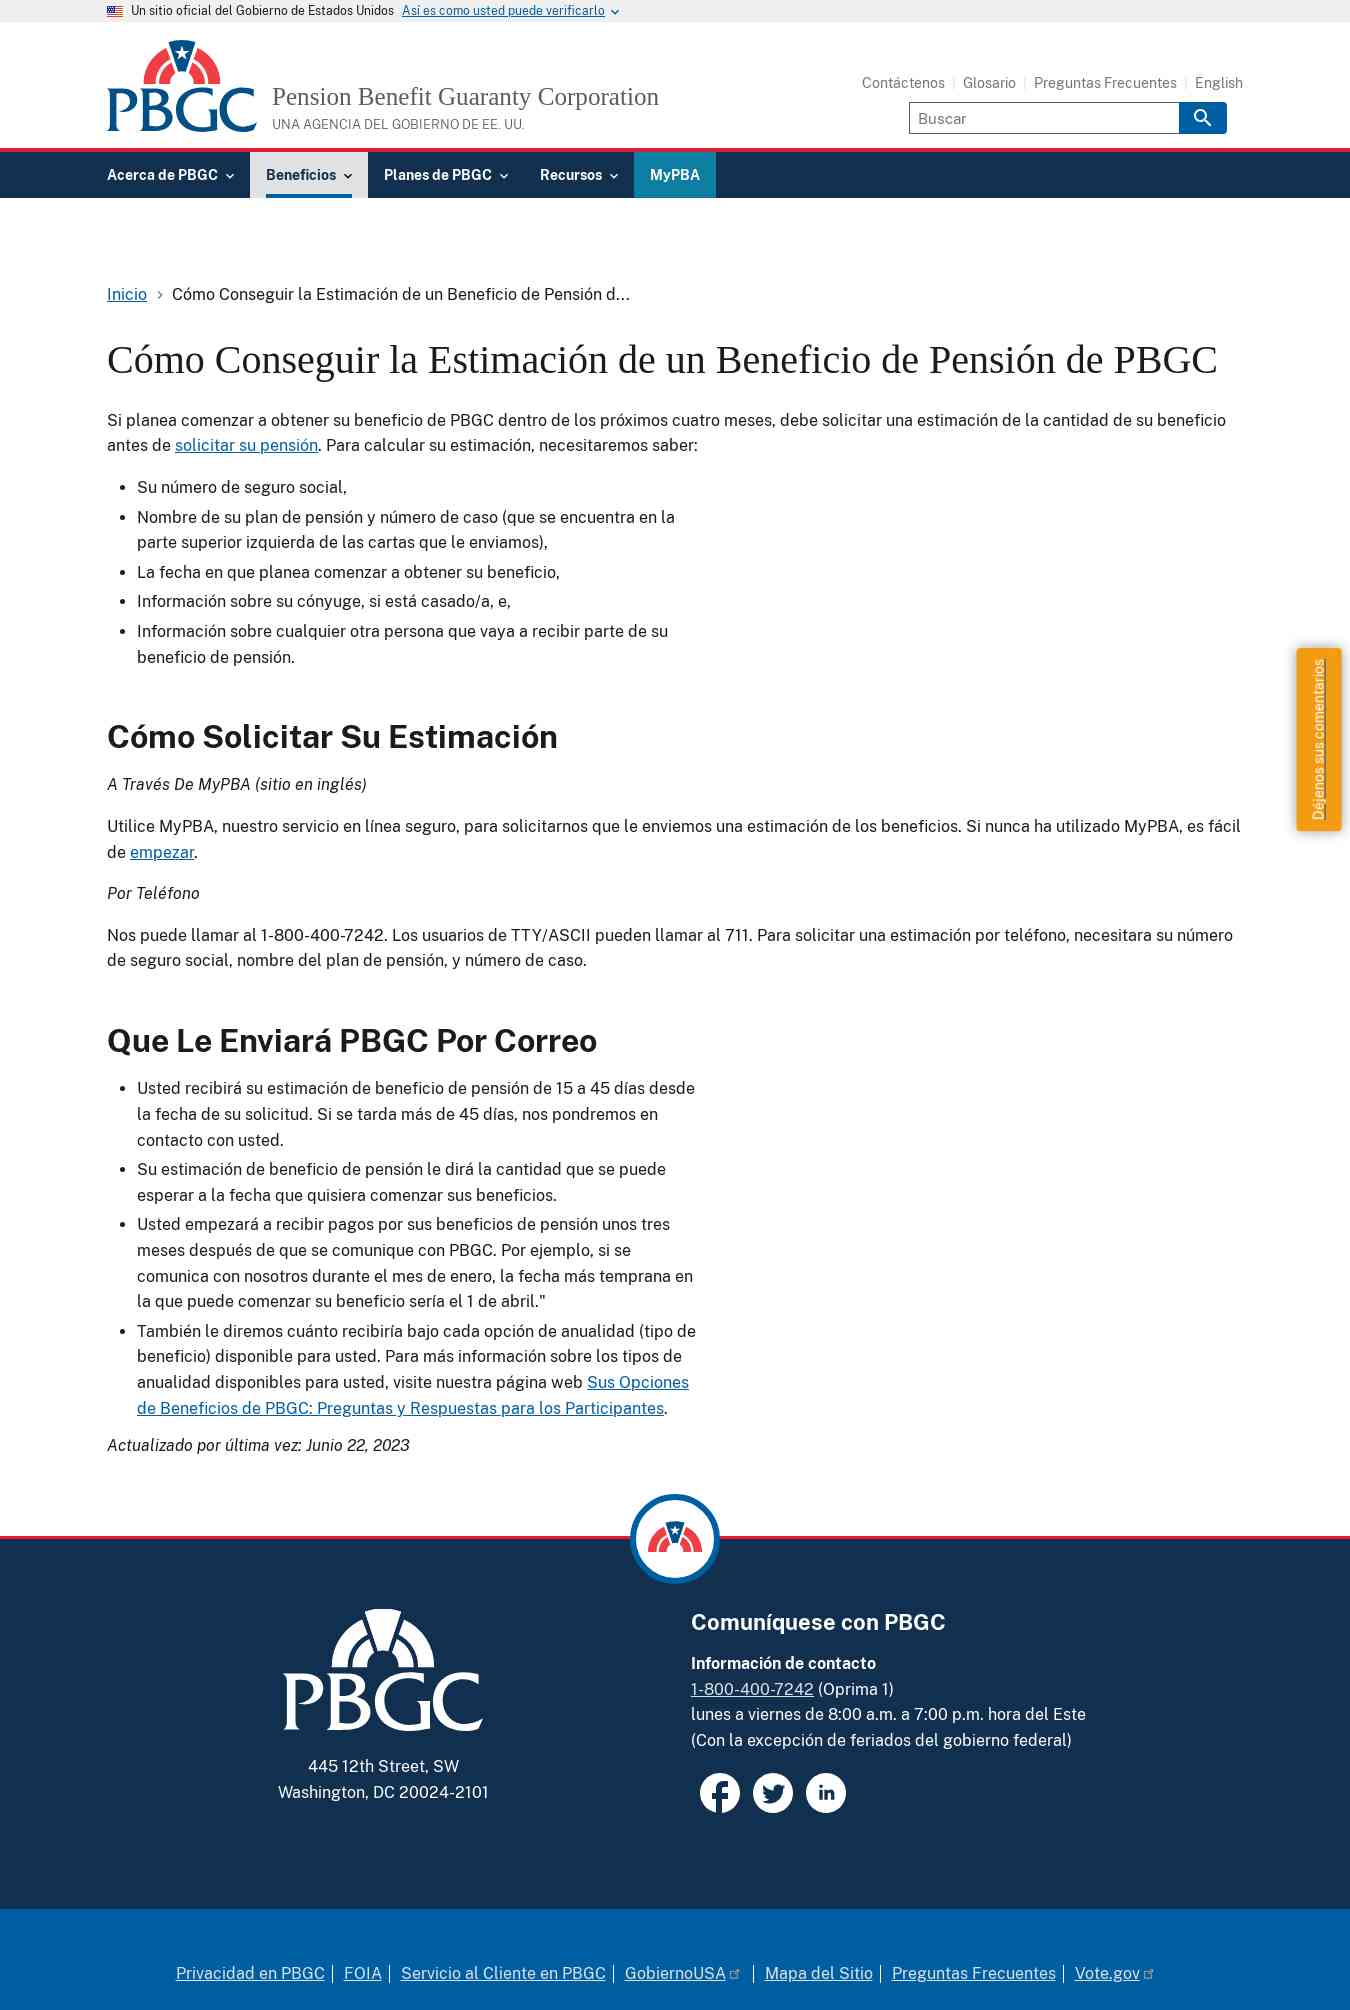 Un sitio oficial del Gobierno de Estados Unidos Así es como usted puede verificarlo
PBGC
Pension Benefit Guaranty Corporation
UNA AGENCIA DEL GOBIERNO DE EE. UU.
Contáctenos Glosario Preguntas Frecuentes English
Buscar
Acerca de PBGC Beneficios Planes de PBGC Recursos MyPBA
Inicio Cómo Conseguir la Estimación de un Beneficio de Pensión d...
Cómo Conseguir la Estimación de un Beneficio de Pensión de PBGC
Si planea comenzar a obtener su beneficio de PBGC dentro de los próximos cuatro meses, debe solicitar una estimación de la cantidad de su beneficio
antes de solicitar su pensión. Para calcular su estimación, necesitaremos saber:
Su número de seguro social,
Nombre de su plan de pensión y número de caso (que se encuentra en la
parte superior izquierda de las cartas que le enviamos),
La fecha en que planea comenzar a obtener su beneficio,
Información sobre su cónyuge, si está casado/a, e,
Información sobre cualquier otra persona que vaya a recibir parte de su
beneficio de pensión.
Déjenos sus comentarios
Cómo Solicitar Su Estimación
A Través De MyPBA (sitio en inglés)
Utilice MyPBA, nuestro servicio en línea seguro, para solicitarnos que le enviemos una estimación de los beneficios. Si nunca ha utilizado MyPBA, es fácil
de empezar.
Por Teléfono
Nos puede llamar al 1-800-400-7242. Los usuarios de TTY/ASCII pueden llamar al 711. Para solicitar una estimación por teléfono, necesitara su número
de seguro social, nombre del plan de pensión, y número de caso.
Que Le Enviará PBGC Por Correo
Usted recibirá su estimación de beneficio de pensión de 15 a 45 días desde
la fecha de su solicitud. Si se tarda más de 45 días, nos pondremos en
contacto con usted.
Su estimación de beneficio de pensión le dirá la cantidad que se puede
esperar a la fecha que quisiera comenzar sus beneficios.
Usted empezará a recibir pagos por sus beneficios de pensión unos tres
meses después de que se comunique con PBGC. Por ejemplo, si se
comunica con nosotros durante el mes de enero, la fecha más temprana en
la que puede comenzar su beneficio sería el 1 de abril."
También le diremos cuánto recibiría bajo cada opción de anualidad (tipo de
beneficio) disponible para usted. Para más información sobre los tipos de
anualidad disponibles para usted, visite nuestra página web Sus Opciones
de Beneficios de PBGC: Preguntas y Respuestas para los Participantes.
Actualizado por última vez: Junio 22, 2023
PBGC
445 12th Street, SW
Washington, DC 20024-2101
Comuníquese con PBGC
Información de contacto
1-800-400-7242 (Oprima 1)
lunes a viernes de 8:00 a.m. a 7:00 p.m. hora del Este
(Con la excepción de feriados del gobierno federal)
in
Privacidad en PBGC FOIA Servicio al Cliente en PBGC GobiernoUSA Mapa del Sitio Preguntas Frecuentes Vote.gov